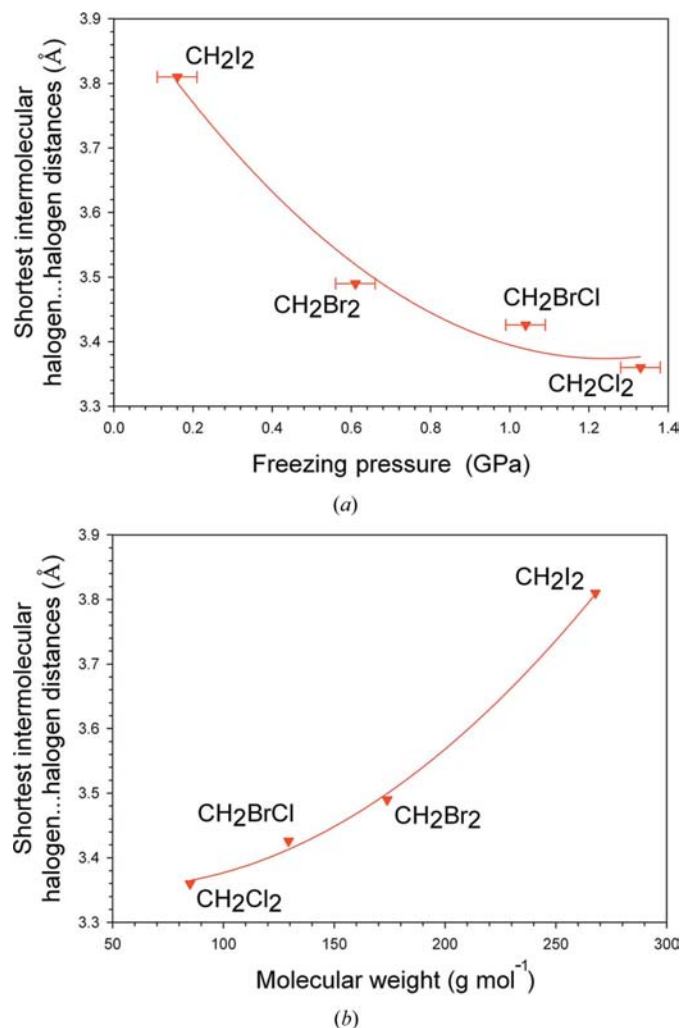 Shortest intermolecular
halogen...halogen distances (Å)
3.9
3.8
3.7
3.6
3.5
3.4
3.3
CH2I2
CH2Br2
CH2BrCl
CH2Cl2
0.0 0.2 0.4 0.6 0.8 1.0 1.2 1.4
Freezing pressure (GPa)
(a)
Shortest intermolecular
halogen...halogen distances (Å)
3.9
3.8
3.7
3.6
3.5
3.4
3.3
CH2I2
CH2BrCl
CH2Br2
CH2Cl2
50 100 150 200 250 300
Molecular weight (g mol⁻¹)
(b)